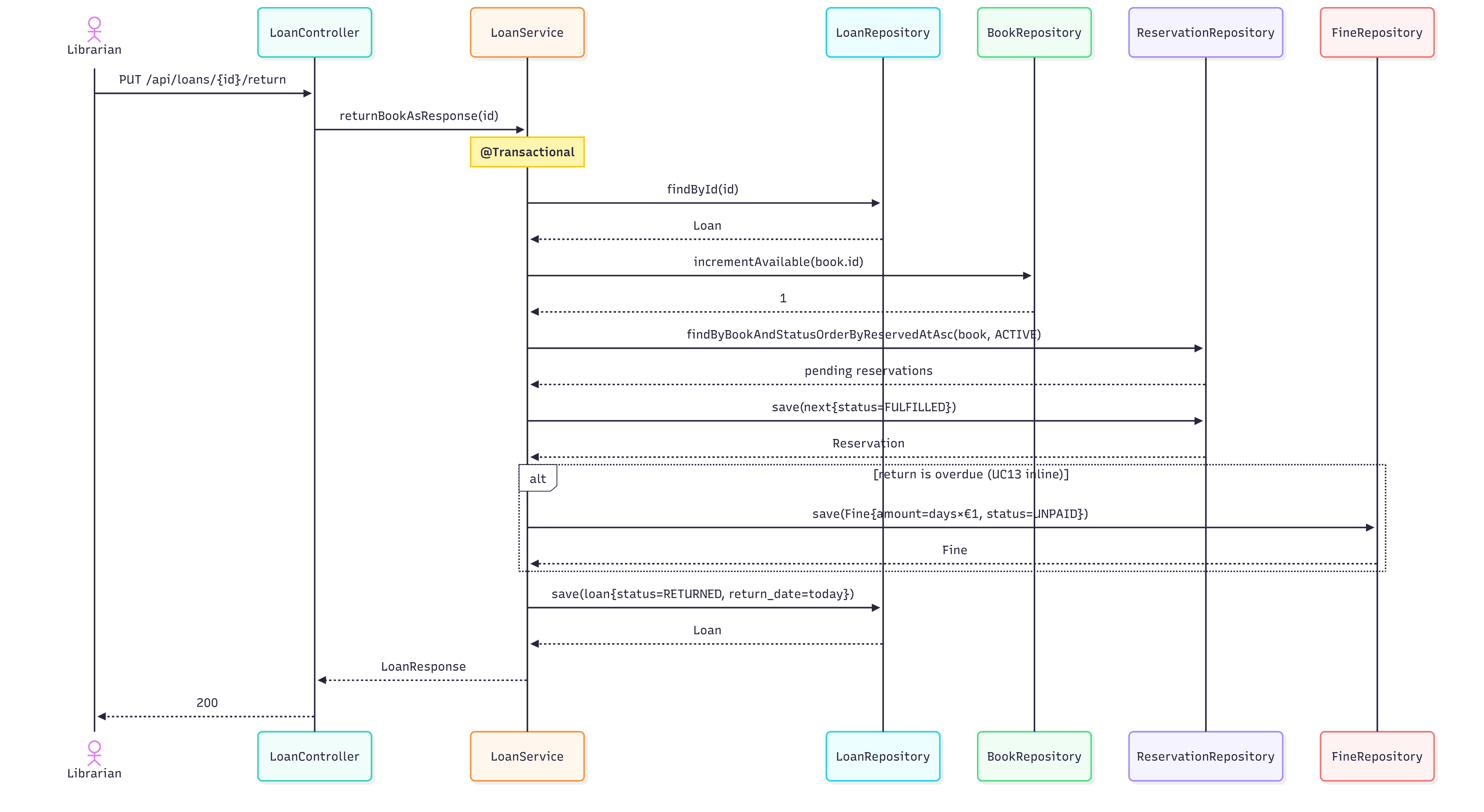 Librarian
LoanController
LoanService
LoanRepository
BookRepository
ReservationRepository
FineRepository
PUT /api/loans/{id}/return
returnBookAsResponse(id)
@Transactional
findById(id)
Loan
incrementAvailable(book.id)
1
findByBookAndStatusOrderByReservedAtAsc(book, ACTIVE)
pending reservations
save(next{status=FULFILLED})
Reservation
alt
[return is overdue (UC13 inline)]
save(Fine{amount=days×€1, status=UNPAID})
Fine
save(loan{status=RETURNED, return_date=today})
Loan
LoanResponse
200
Librarian
LoanController
LoanService
LoanRepository
BookRepository
ReservationRepository
FineRepository